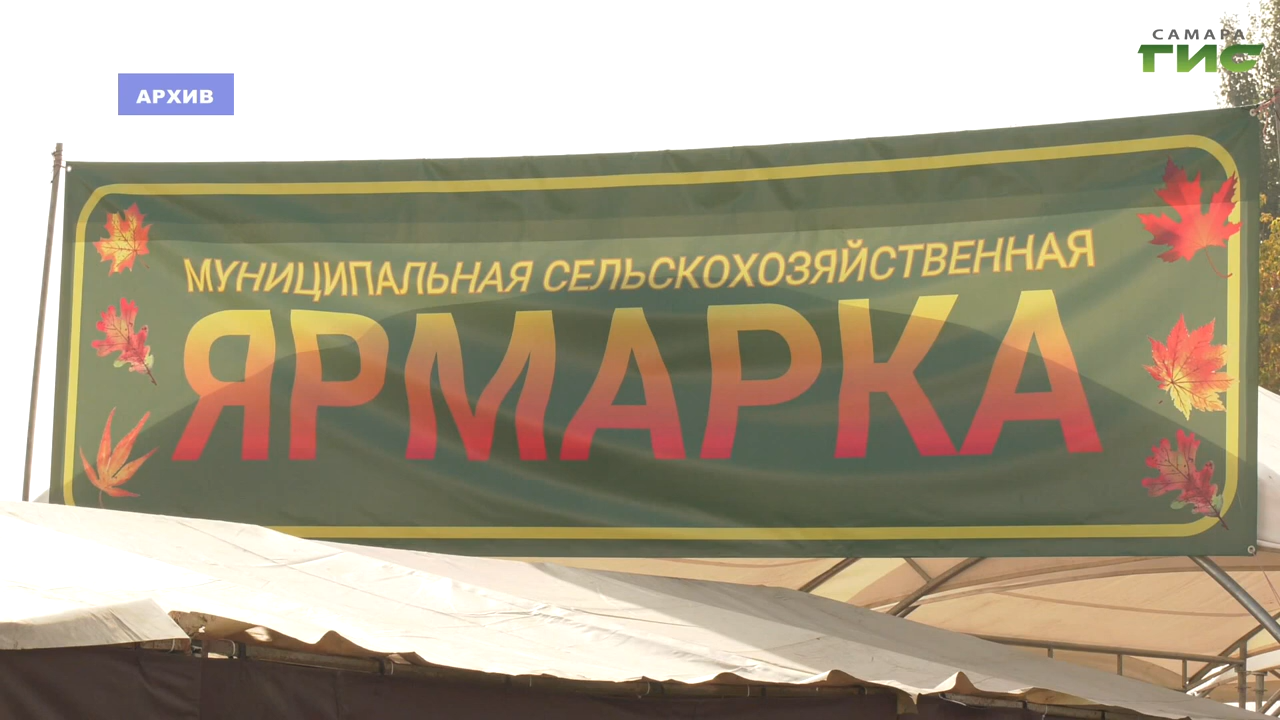 САМАРА
ГИС
АРХИВ
МУНИЦИПАЛЬНАЯ СЕЛЬСКОХОЗЯЙСТВЕННАЯ
ЯРМАРКА